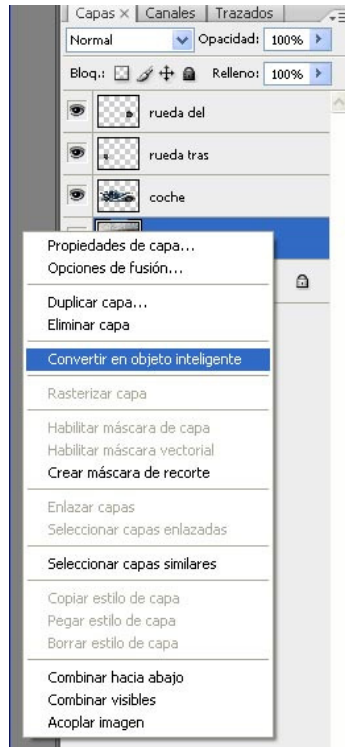 Capas × Canales Trazados
Normal Opacidad: 100%
Bloq.: Relleno: 100%
rueda del
rueda tras
coche
Propiedades de capa...
Opciones de fusión...
Duplicar capa...
Eliminar capa
Convertir en objeto inteligente
Rasterizar capa
Habilitar máscara de capa
Habilitar máscara vectorial
Crear máscara de recorte
Enlazar capas
Seleccionar capas enlazadas
Seleccionar capas similares
Copiar estilo de capa
Pegar estilo de capa
Borrar estilo de capa
Combinar hacia abajo
Combinar visibles
Acoplar imagen